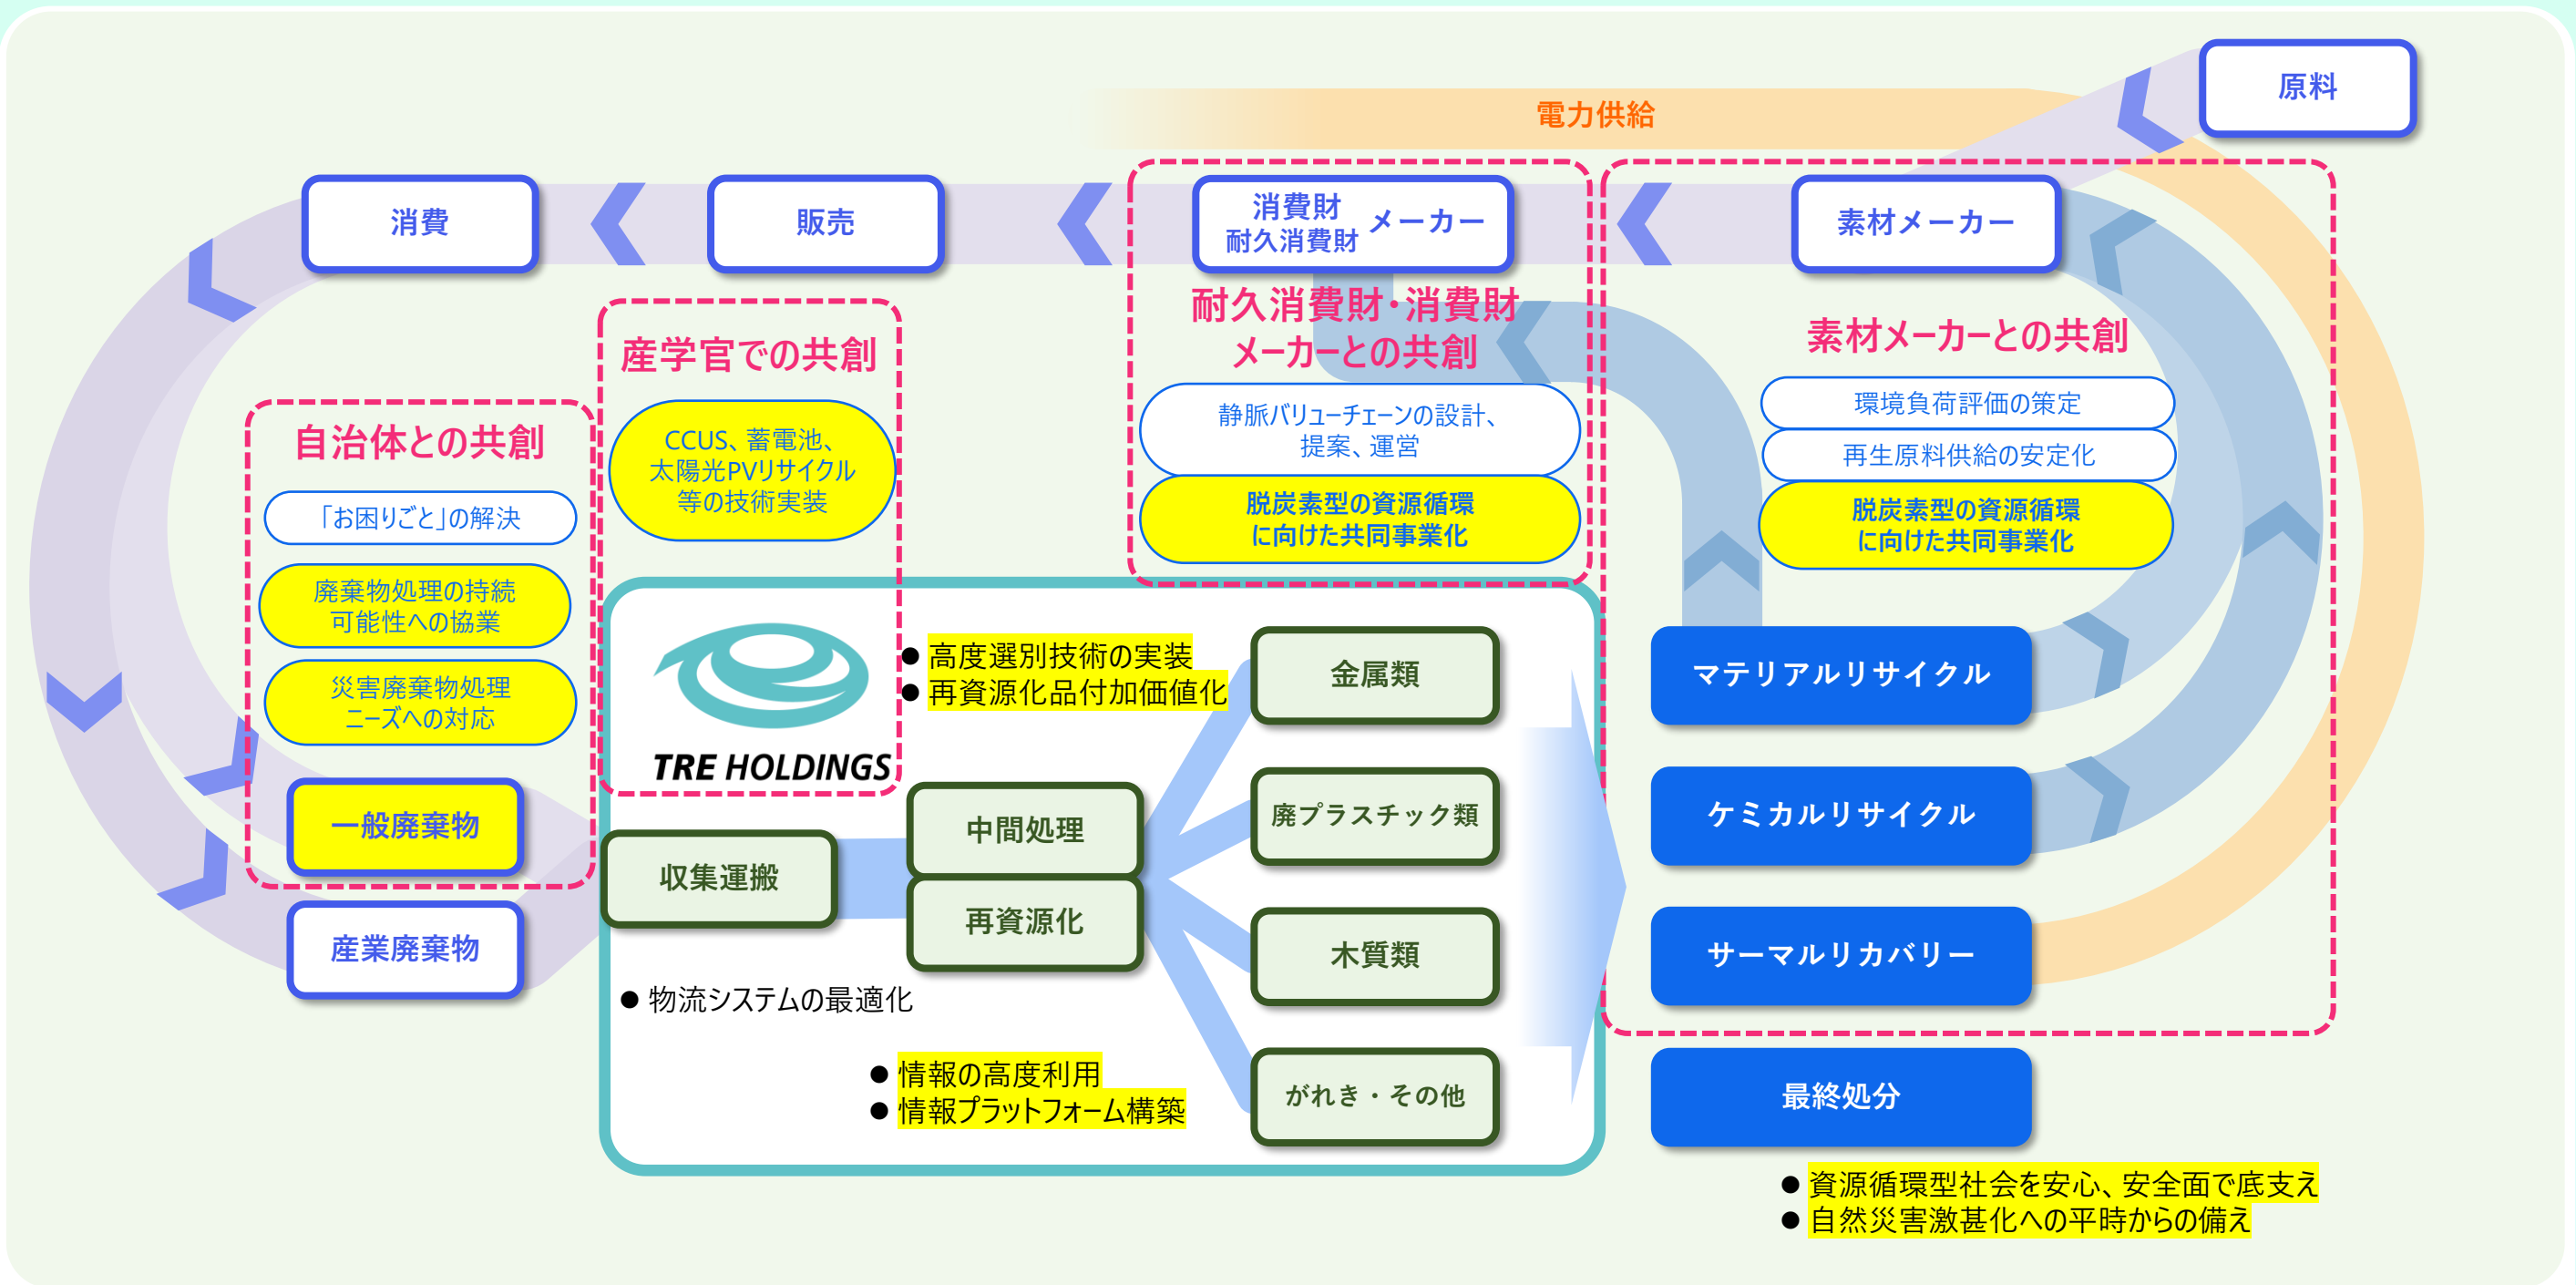 原料
電力供給
消費
販売
消費財
耐久消費財
メーカー
素材メーカー
自治体との共創
「お困りごと」の解決
廃棄物処理の持続
可能性への協業
災害廃棄物処理
ニーズへの対応
一般廃棄物
産業廃棄物
産学官での共創
CCUS、蓄電池、
太陽光PVリサイクル
等の技術実装
耐久消費財・消費財
メーカーとの共創
静脈バリューチェーンの設計、
提案、運営
脱炭素型の資源循環
に向けた共同事業化
素材メーカーとの共創
環境負荷評価の策定
再生原料供給の安定化
脱炭素型の資源循環
に向けた共同事業化
TRE HOLDINGS
● 高度選別技術の実装
● 再資源化品付加価値化
収集運搬
中間処理
再資源化
● 物流システムの最適化
● 情報の高度利用
● 情報プラットフォーム構築
金属類
廃プラスチック類
木質類
がれき・その他
マテリアルリサイクル
ケミカルリサイクル
サーマルリカバリー
最終処分
● 資源循環型社会を安心、安全面で底支え
● 自然災害激甚化への平時からの備え